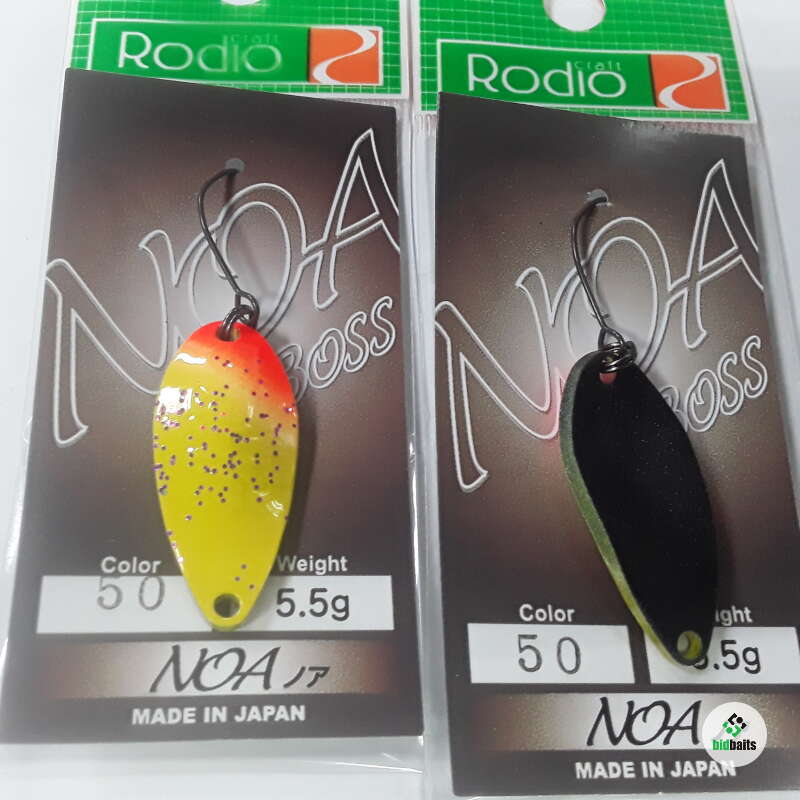 Rodio
craft
NOA
BOSS
Color
Weight
50
5.5g
NOA ノア
MADE IN JAPAN
Rodio
craft
NOA
BOSS
Color
50
.5g
NOA
MADE IN JAPAN
bidbaits